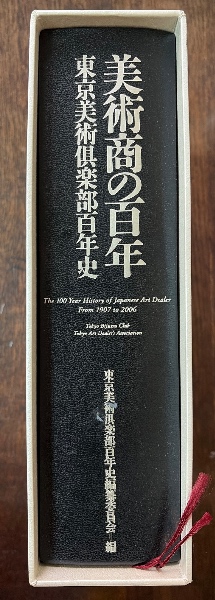 美術商の百年
東京美術倶楽部百年史
The 100 Year History of Japanese Art Dealer
From 1907 to 2006
Tokyo Bijutsu Club
Tokyo Art Dealer's Association
東京美術倶楽部百年史編纂委員会＝編